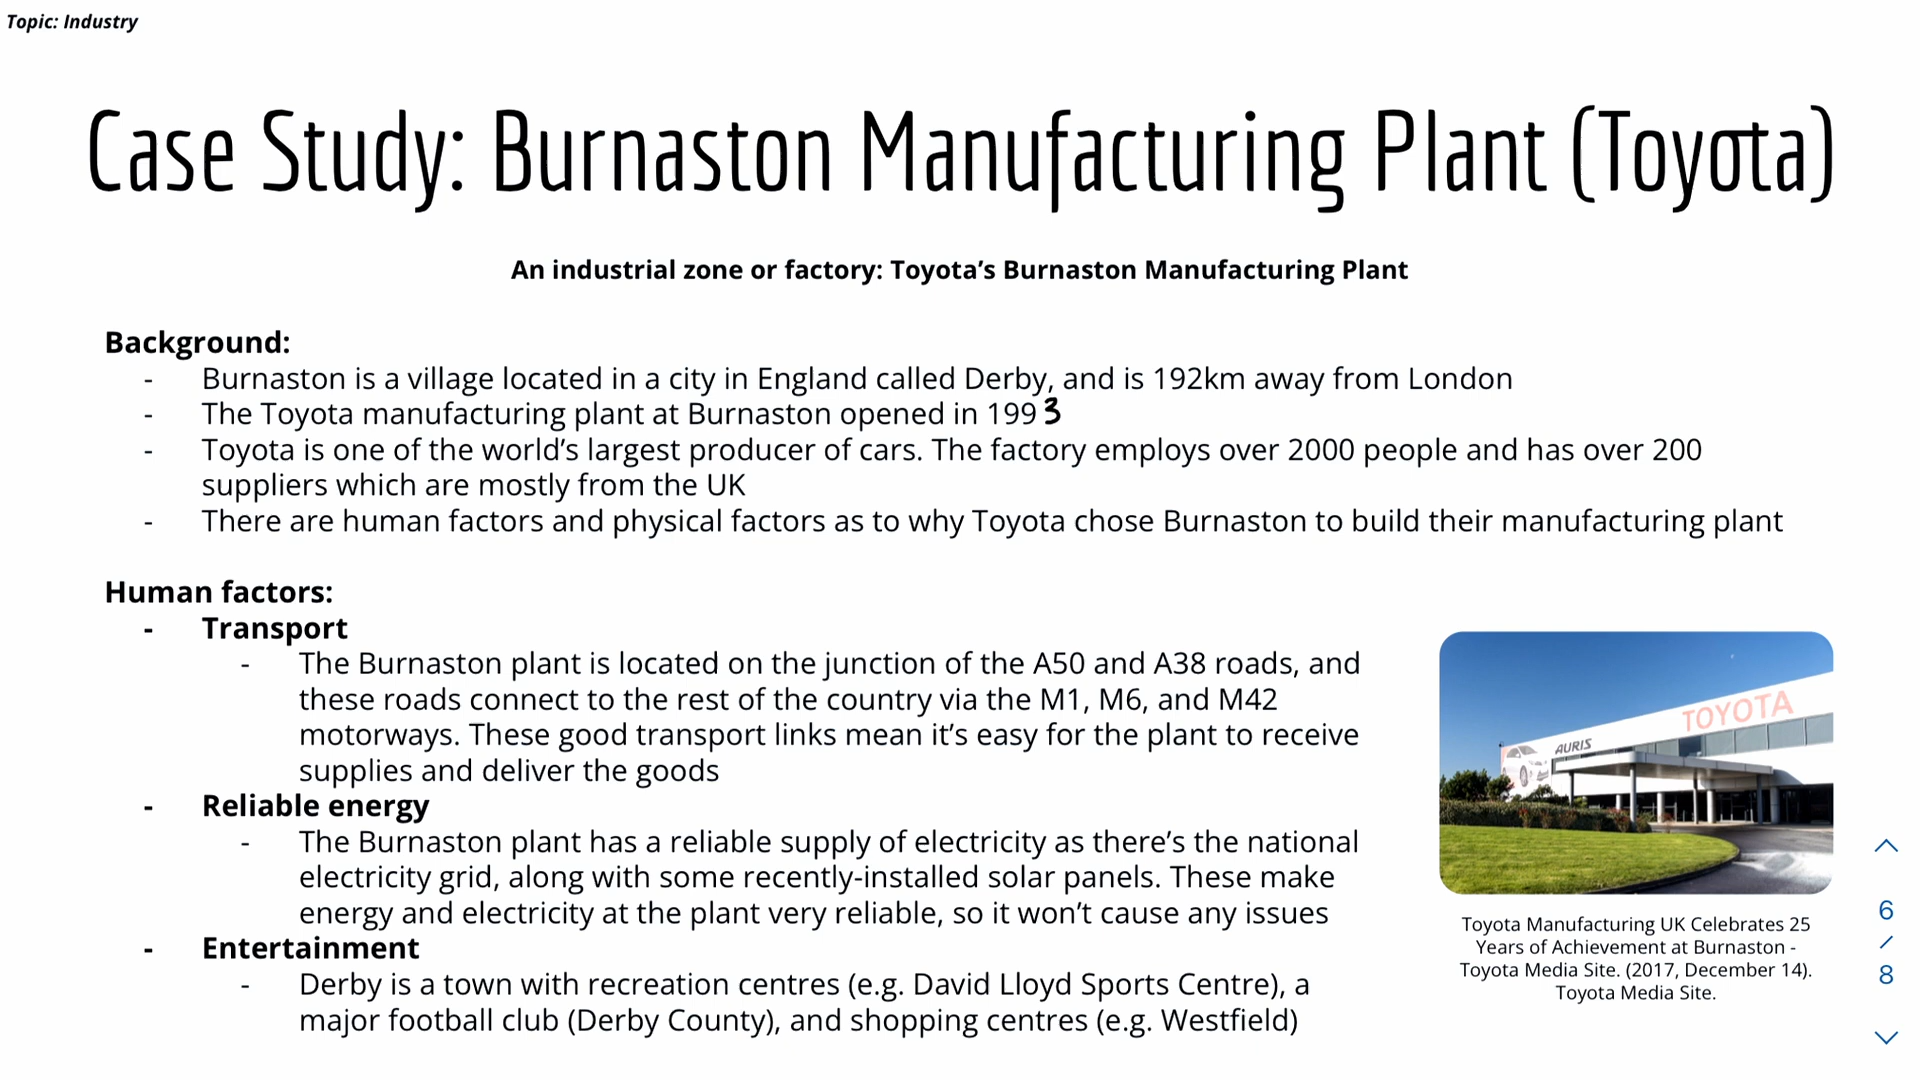 Topic: Industry
Case Study: Burnaston Manufacturing Plant (Toyota)
An industrial zone or factory: Toyota’s Burnaston Manufacturing Plant
Background:
- Burnaston is a village located in a city in England called Derby, and is 192km away from London
- The Toyota manufacturing plant at Burnaston opened in 1993
- Toyota is one of the world’s largest producer of cars. The factory employs over 2000 people and has over 200
suppliers which are mostly from the UK
- There are human factors and physical factors as to why Toyota chose Burnaston to build their manufacturing plant
Human factors:
- Transport
- The Burnaston plant is located on the junction of the A50 and A38 roads, and
these roads connect to the rest of the country via the M1, M6, and M42
motorways. These good transport links mean it’s easy for the plant to receive
supplies and deliver the goods
- Reliable energy
- The Burnaston plant has a reliable supply of electricity as there’s the national
electricity grid, along with some recently-installed solar panels. These make
energy and electricity at the plant very reliable, so it won’t cause any issues
- Entertainment
- Derby is a town with recreation centres (e.g. David Lloyd Sports Centre), a
major football club (Derby County), and shopping centres (e.g. Westfield)
TOYOTA
AURIS
Toyota Manufacturing UK Celebrates 25
Years of Achievement at Burnaston -
Toyota Media Site. (2017, December 14).
Toyota Media Site.
6
/
8